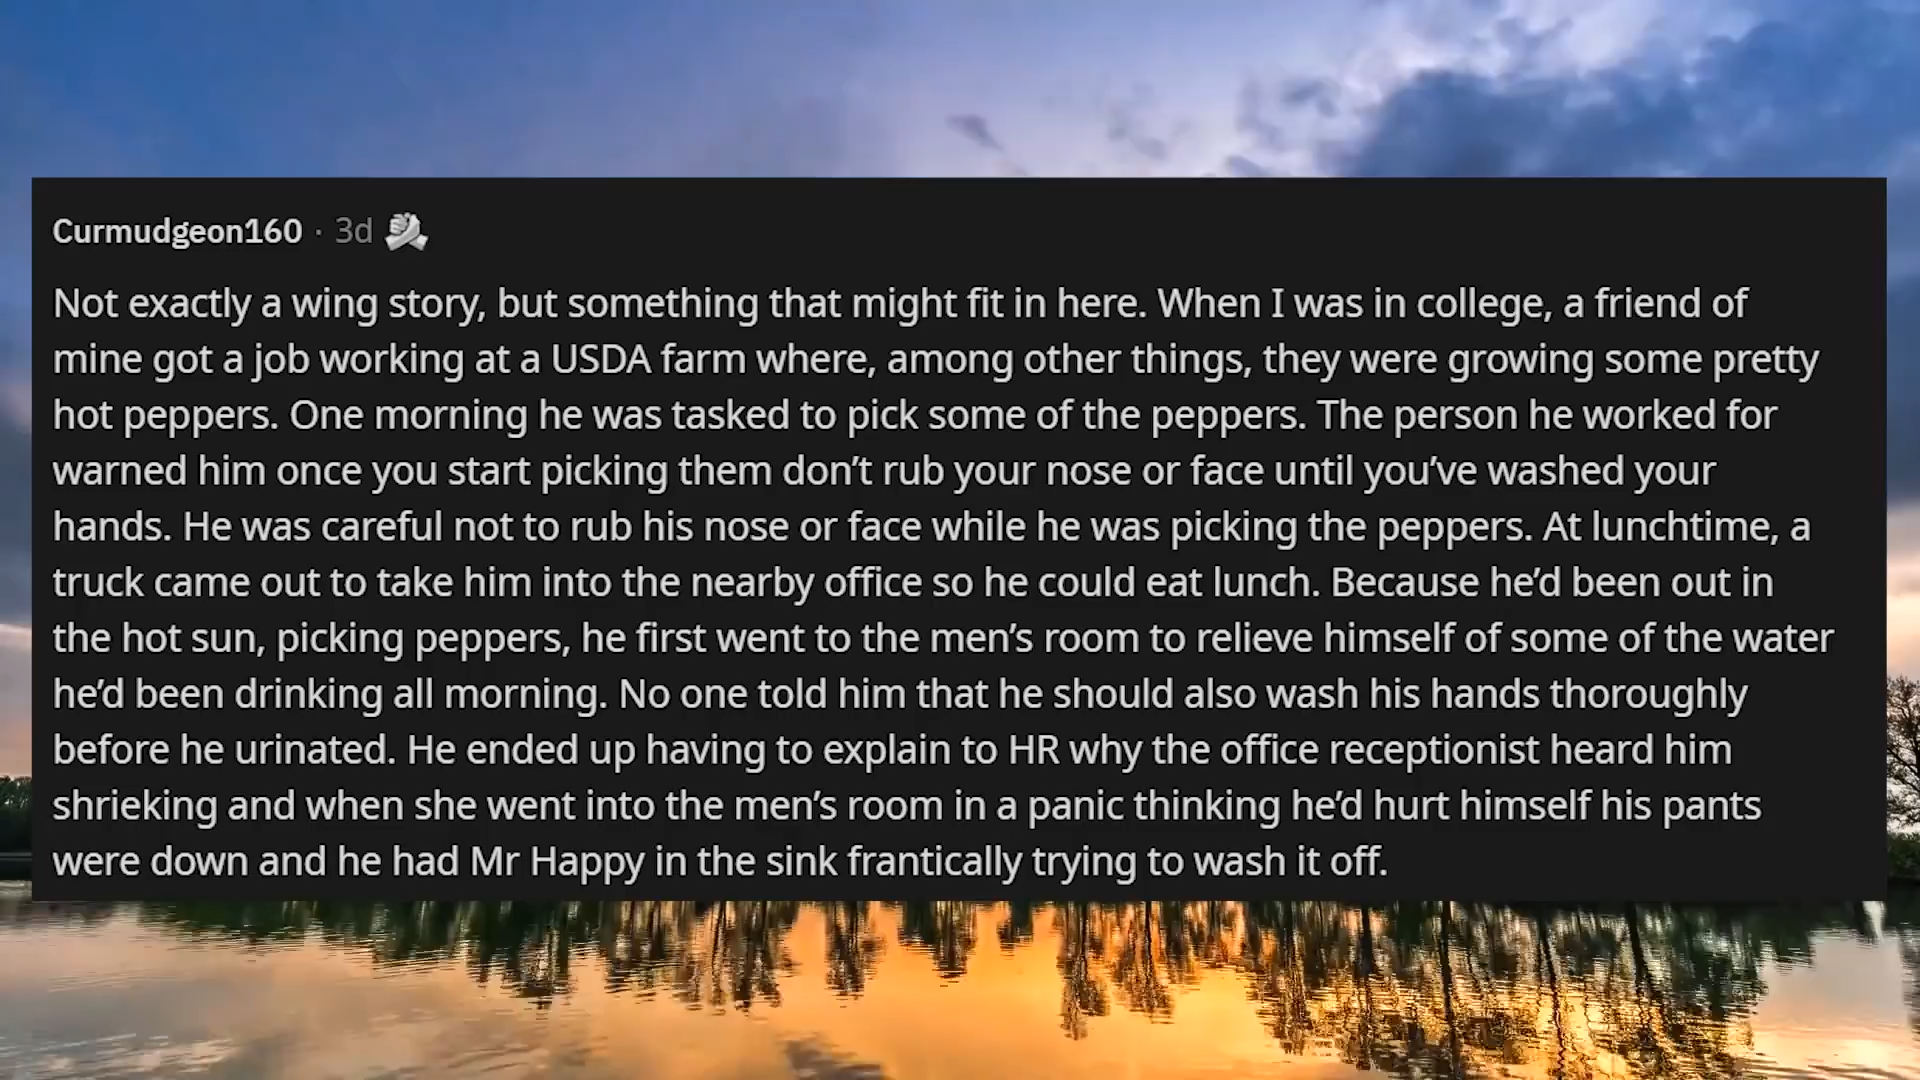 Curmudgeon160 · 3d
Not exactly a wing story, but something that might fit in here. When I was in college, a friend of
mine got a job working at a USDA farm where, among other things, they were growing some pretty
hot peppers. One morning he was tasked to pick some of the peppers. The person he worked for
warned him once you start picking them don’t rub your nose or face until you’ve washed your
hands. He was careful not to rub his nose or face while he was picking the peppers. At lunchtime, a
truck came out to take him into the nearby office so he could eat lunch. Because he’d been out in
the hot sun, picking peppers, he first went to the men’s room to relieve himself of some of the water
he’d been drinking all morning. No one told him that he should also wash his hands thoroughly
before he urinated. He ended up having to explain to HR why the office receptionist heard him
shrieking and when she went into the men’s room in a panic thinking he’d hurt himself his pants
were down and he had Mr Happy in the sink frantically trying to wash it off.